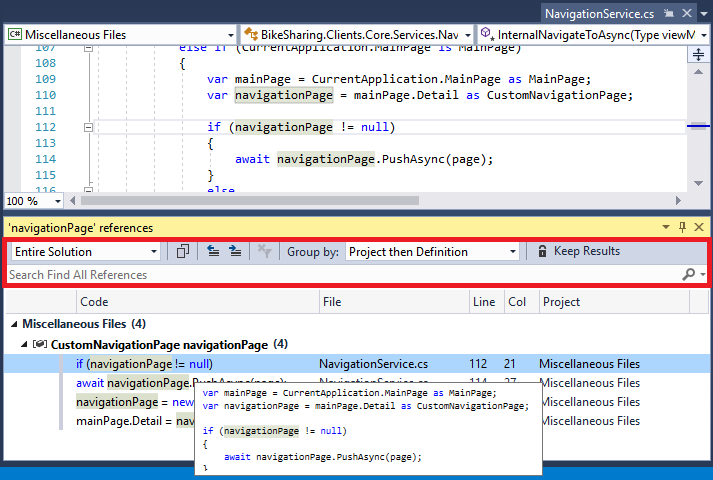 NavigationService.cs
Miscellaneous Files BikeSharing.Clients.Core.Services.Nav InternalNavigateToAsync(Type viewM
107 else if (CurrentApplication.MainPage is MainPage)
108 {
109 var mainPage = CurrentApplication.MainPage as MainPage;
110 var navigationPage = mainPage.Detail as CustomNavigationPage;
111
112 if (navigationPage != null)
113 {
114 await navigationPage.PushAsync(page);
115 }
116 else
100 %
'navigationPage' references
Entire Solution Group by: Project then Definition Keep Results
Search Find All References
Code File Line Col Project
Miscellaneous Files (4)
CustomNavigationPage navigationPage (4)
if (navigationPage != null) NavigationService.cs 112 21 Miscellaneous Files
await navigationPage.PushAsync(page); NavigationService.cs 114 27 Miscellaneous Files
navigationPage = new Miscellaneous Files
mainPage.Detail = nav Miscellaneous Files
var mainPage = CurrentApplication.MainPage as MainPage;
var navigationPage = mainPage.Detail as CustomNavigationPage;
if (navigationPage != null)
{
await navigationPage.PushAsync(page);
}